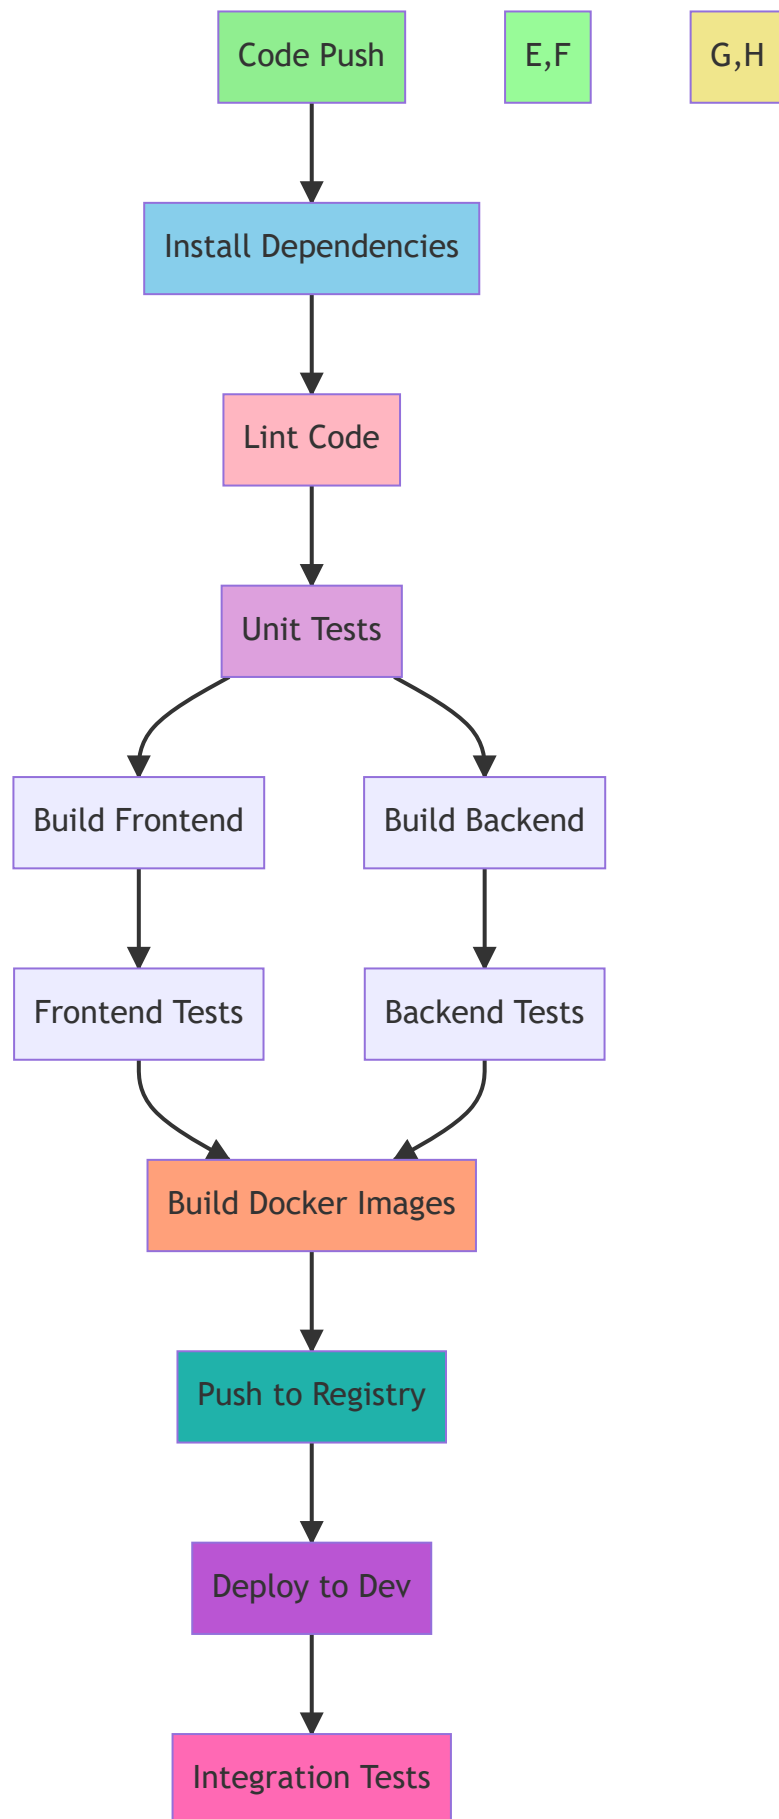 Code Push
E,F
G,H
Install Dependencies
Lint Code
Unit Tests
Build Frontend
Build Backend
Frontend Tests
Backend Tests
Build Docker Images
Push to Registry
Deploy to Dev
Integration Tests